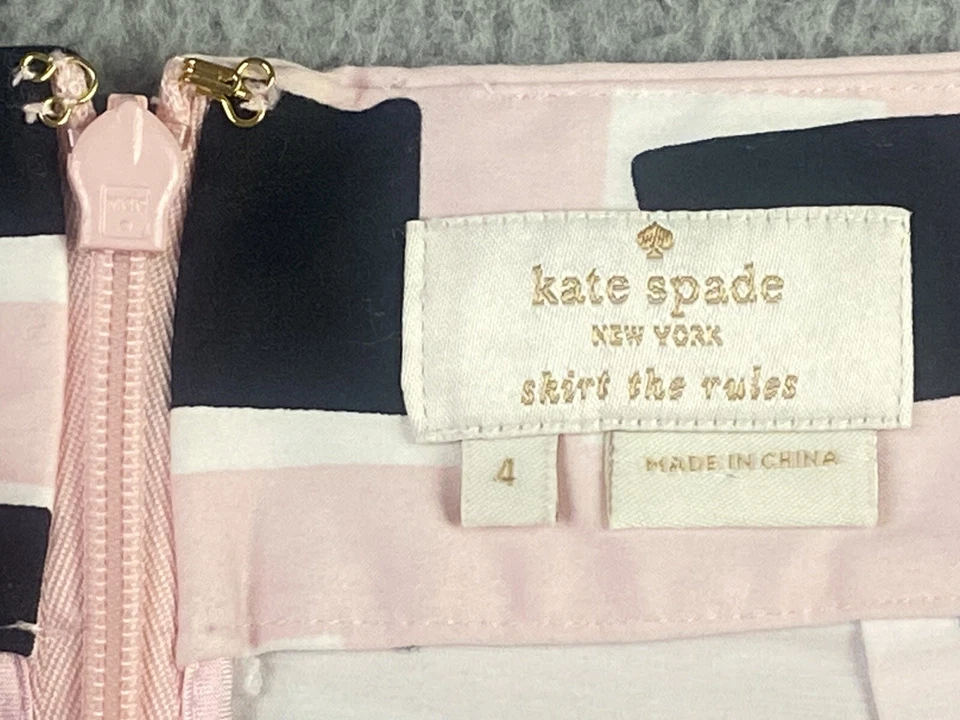 kate spade
NEW YORK
skirt the rules
4
MADE IN CHINA